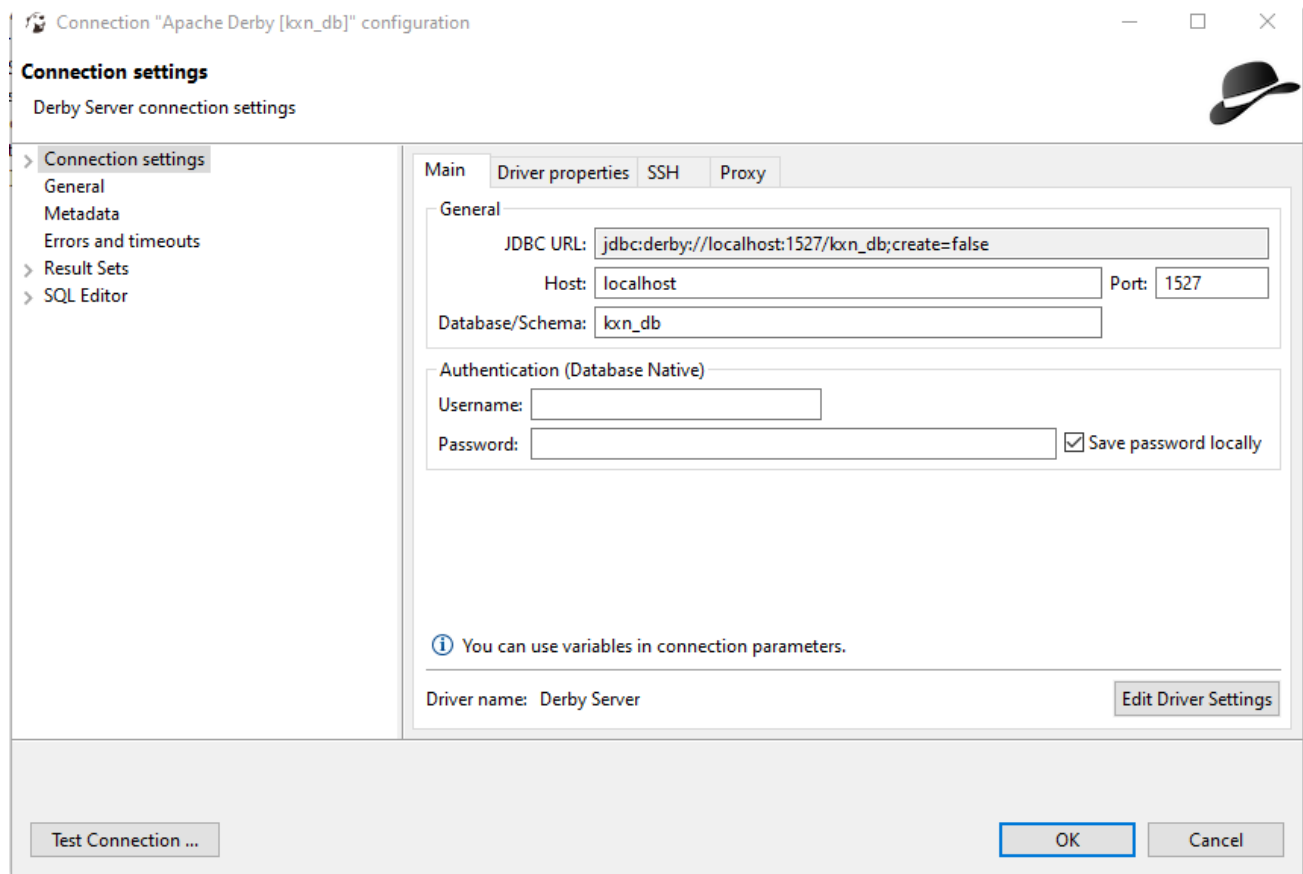 Connection "Apache Derby [kxn_db]" configuration
Connection settings
Derby Server connection settings
Connection settings
General
Metadata
Errors and timeouts
Result Sets
SQL Editor
Main Driver properties SSH Proxy
General
JDBC URL: jdbc:derby://localhost:1527/kxn_db;create=false
Host: localhost Port: 1527
Database/Schema: kxn_db
Authentication (Database Native)
Username:
Password: Save password locally
You can use variables in connection parameters.
Driver name: Derby Server Edit Driver Settings
Test Connection ... OK Cancel